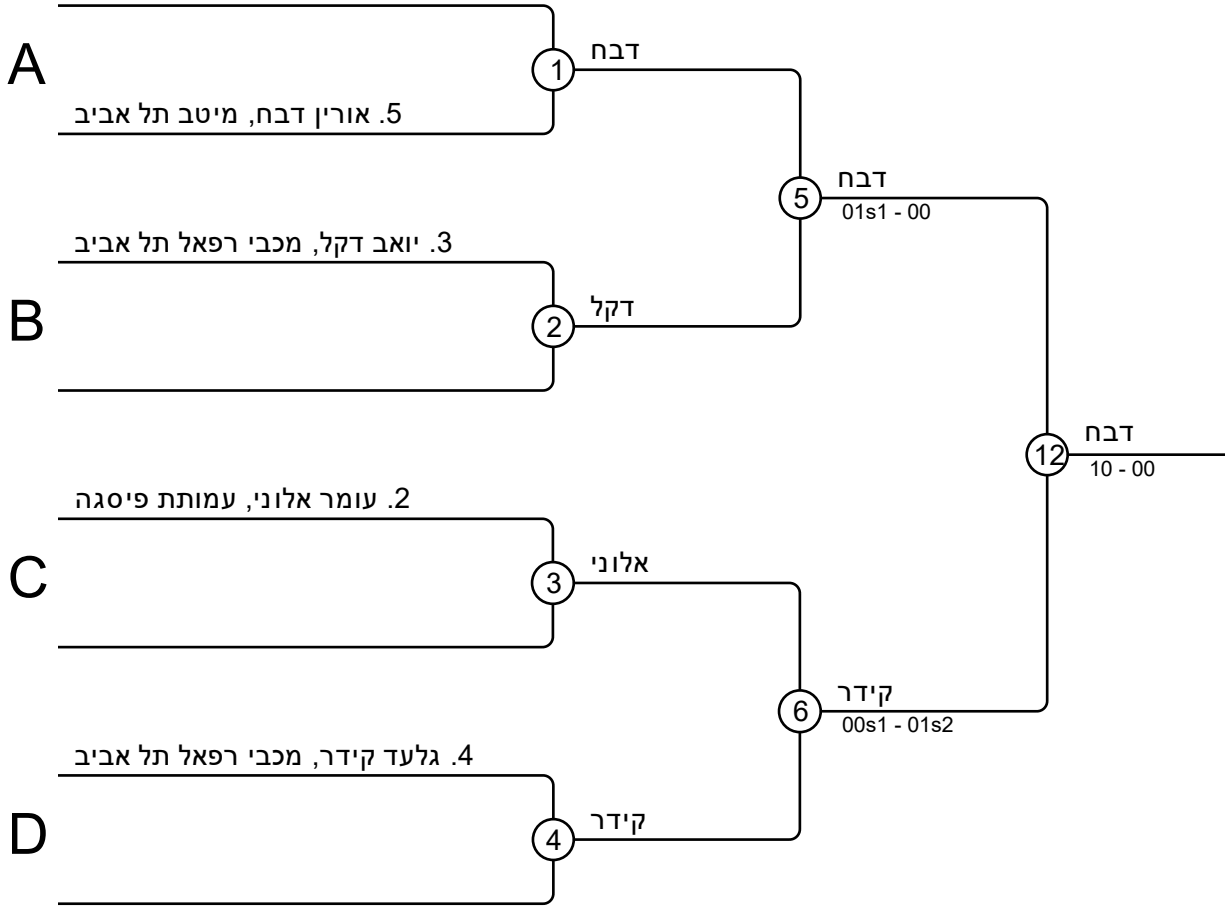 A
1
דבח
5. אורין דבח, מיטב תל אביב
5
דבח
01s1 - 00
3. יואב דקל, מכבי רפאל תל אביב
B
2
דקל
12
דבח
10 - 00
2. עומר אלוני, עמותת פיסגה
C
3
אלוני
6
קידר
00s1 - 01s2
4. גלעד קידר, מכבי רפאל תל אביב
D
4
קידר